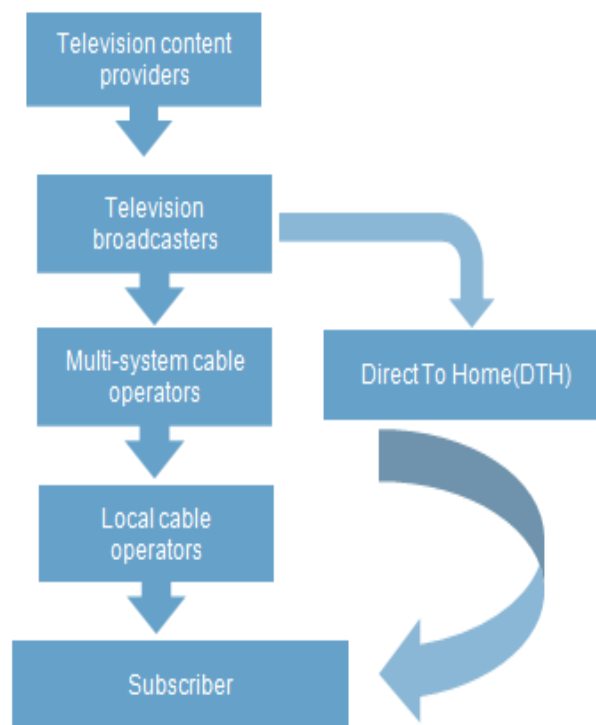 Television content
providers
Television
broadcasters
Multi-system cable
operators
Direct To Home(DTH)
Local cable
operators
Subscriber